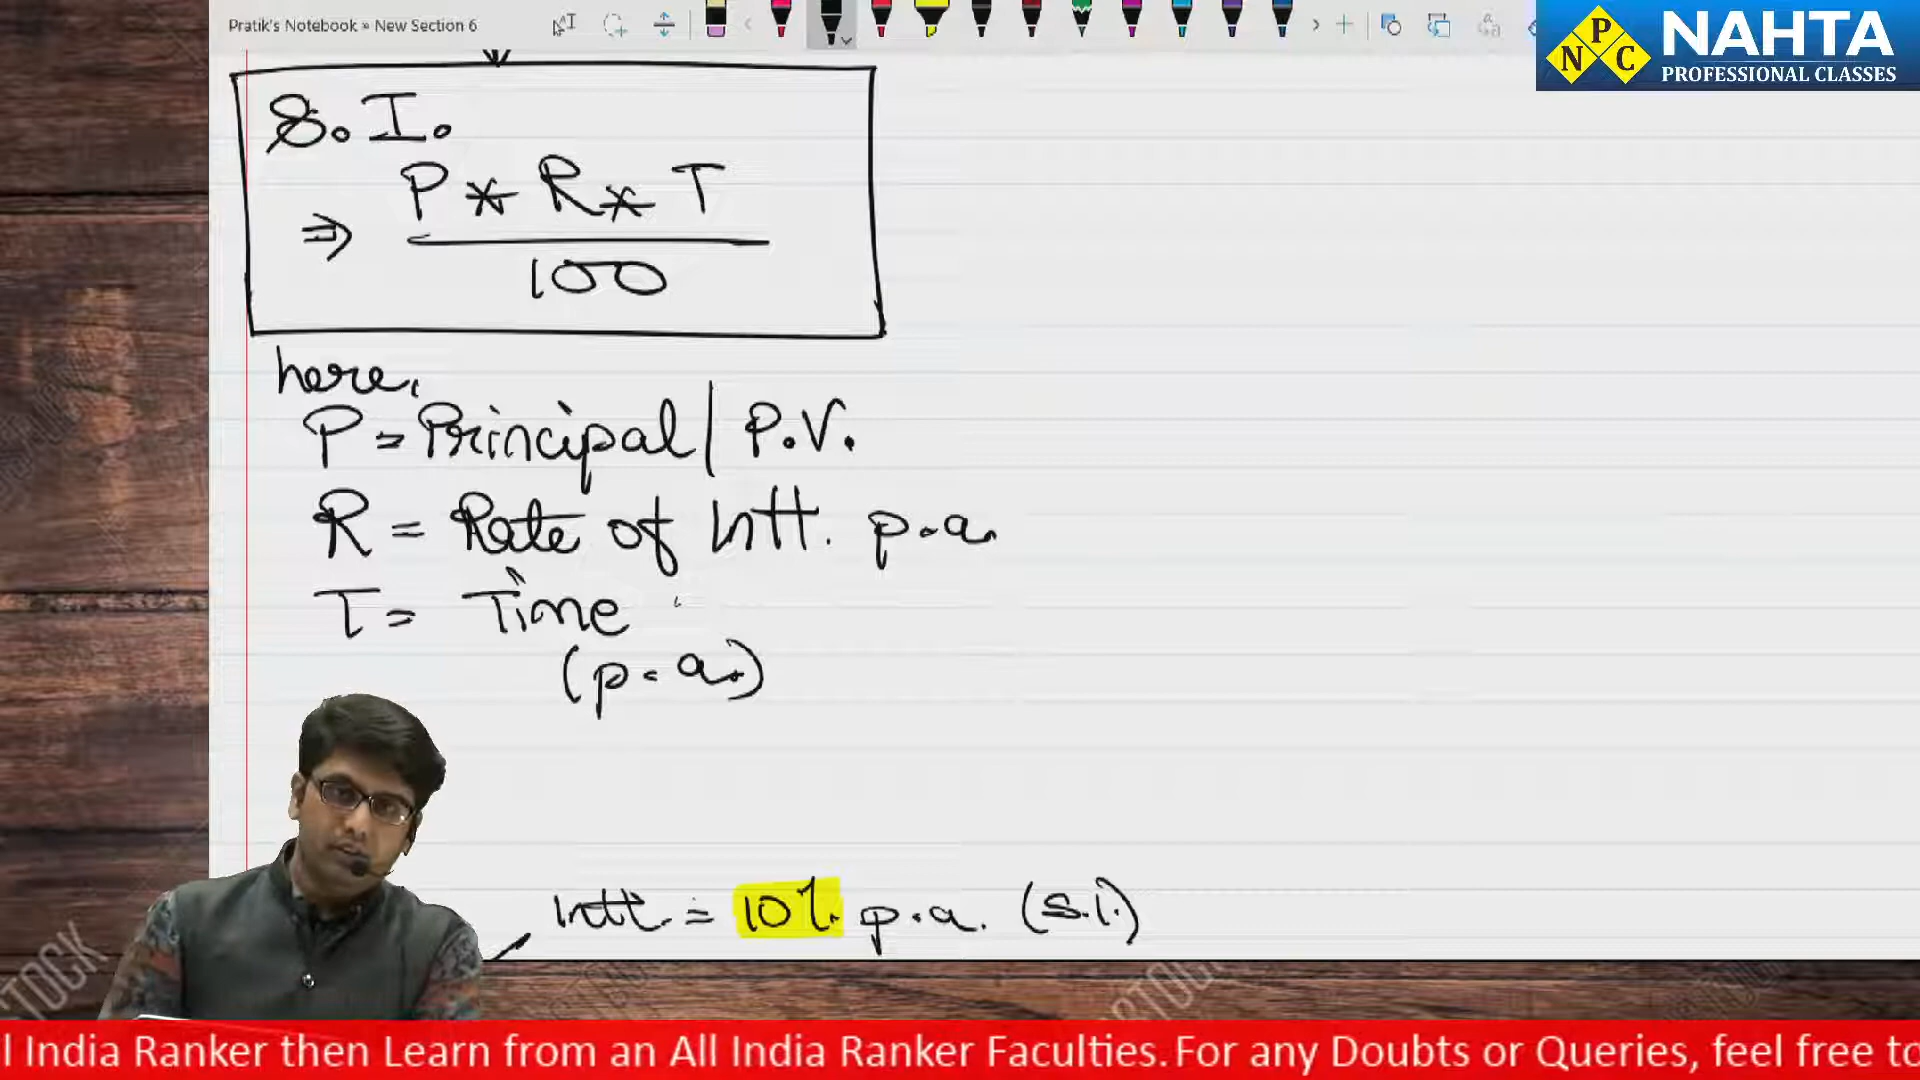 Pratik's Notebook » New Section 6
N P C
NAHTA
PROFESSIONAL CLASSES
S. I.
⇒ P * R * T
100
here,
P = Principal / P.V.
R = Rate of Intt. p.a.
T = Time
(p.a.)
Intt. = 10%. p.a. (S.I.)
l India Ranker then Learn from an All India Ranker Faculties. For any Doubts or Queries, feel free to